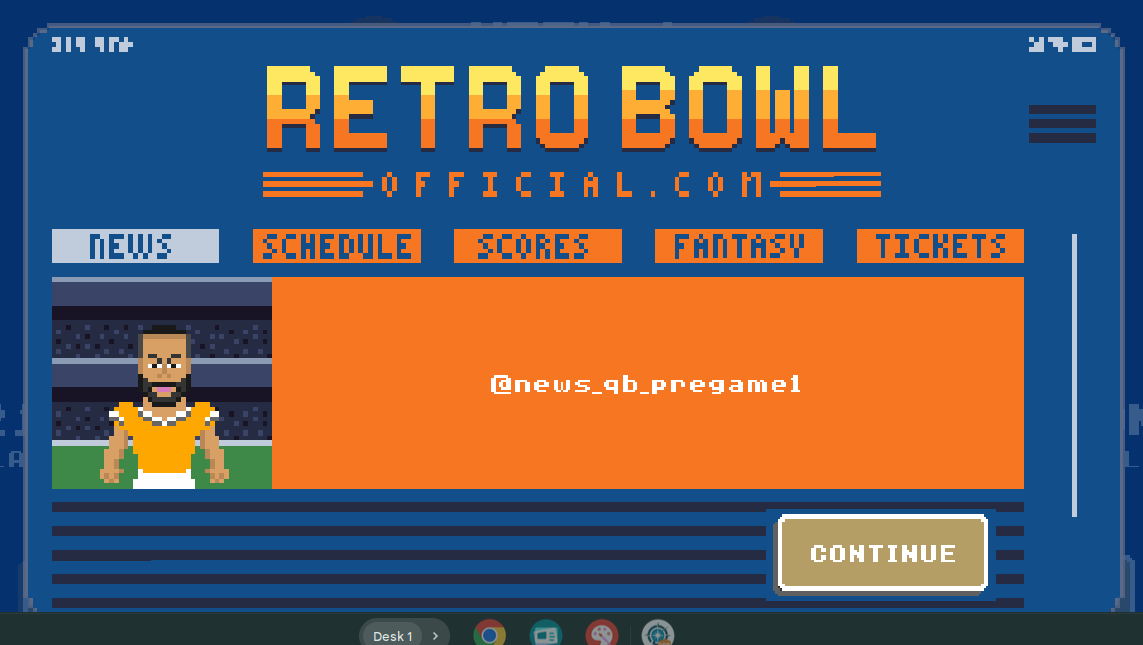 RETRO BOWL
OFFICIAL.COM
NEWS SCHEDULE SCORES FANTASY TICKETS
@news_qb_pregame1
CONTINUE
Desk 1